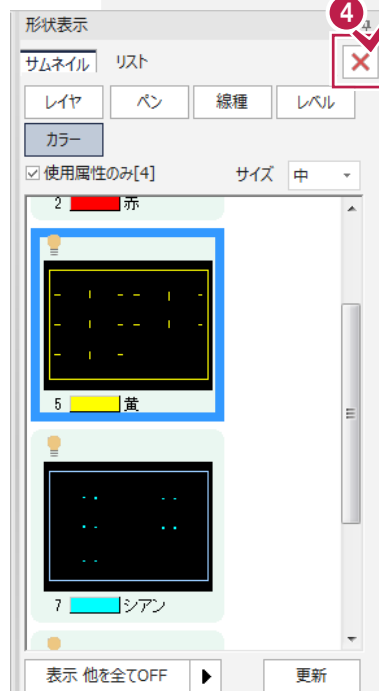 4
形状表示
サムネイル リスト
レイヤ ペン 線種 レベル
カラー
使用属性のみ[4] サイズ 中
2 赤
5 黄
7 シアン
表示 他を全てOFF 更新